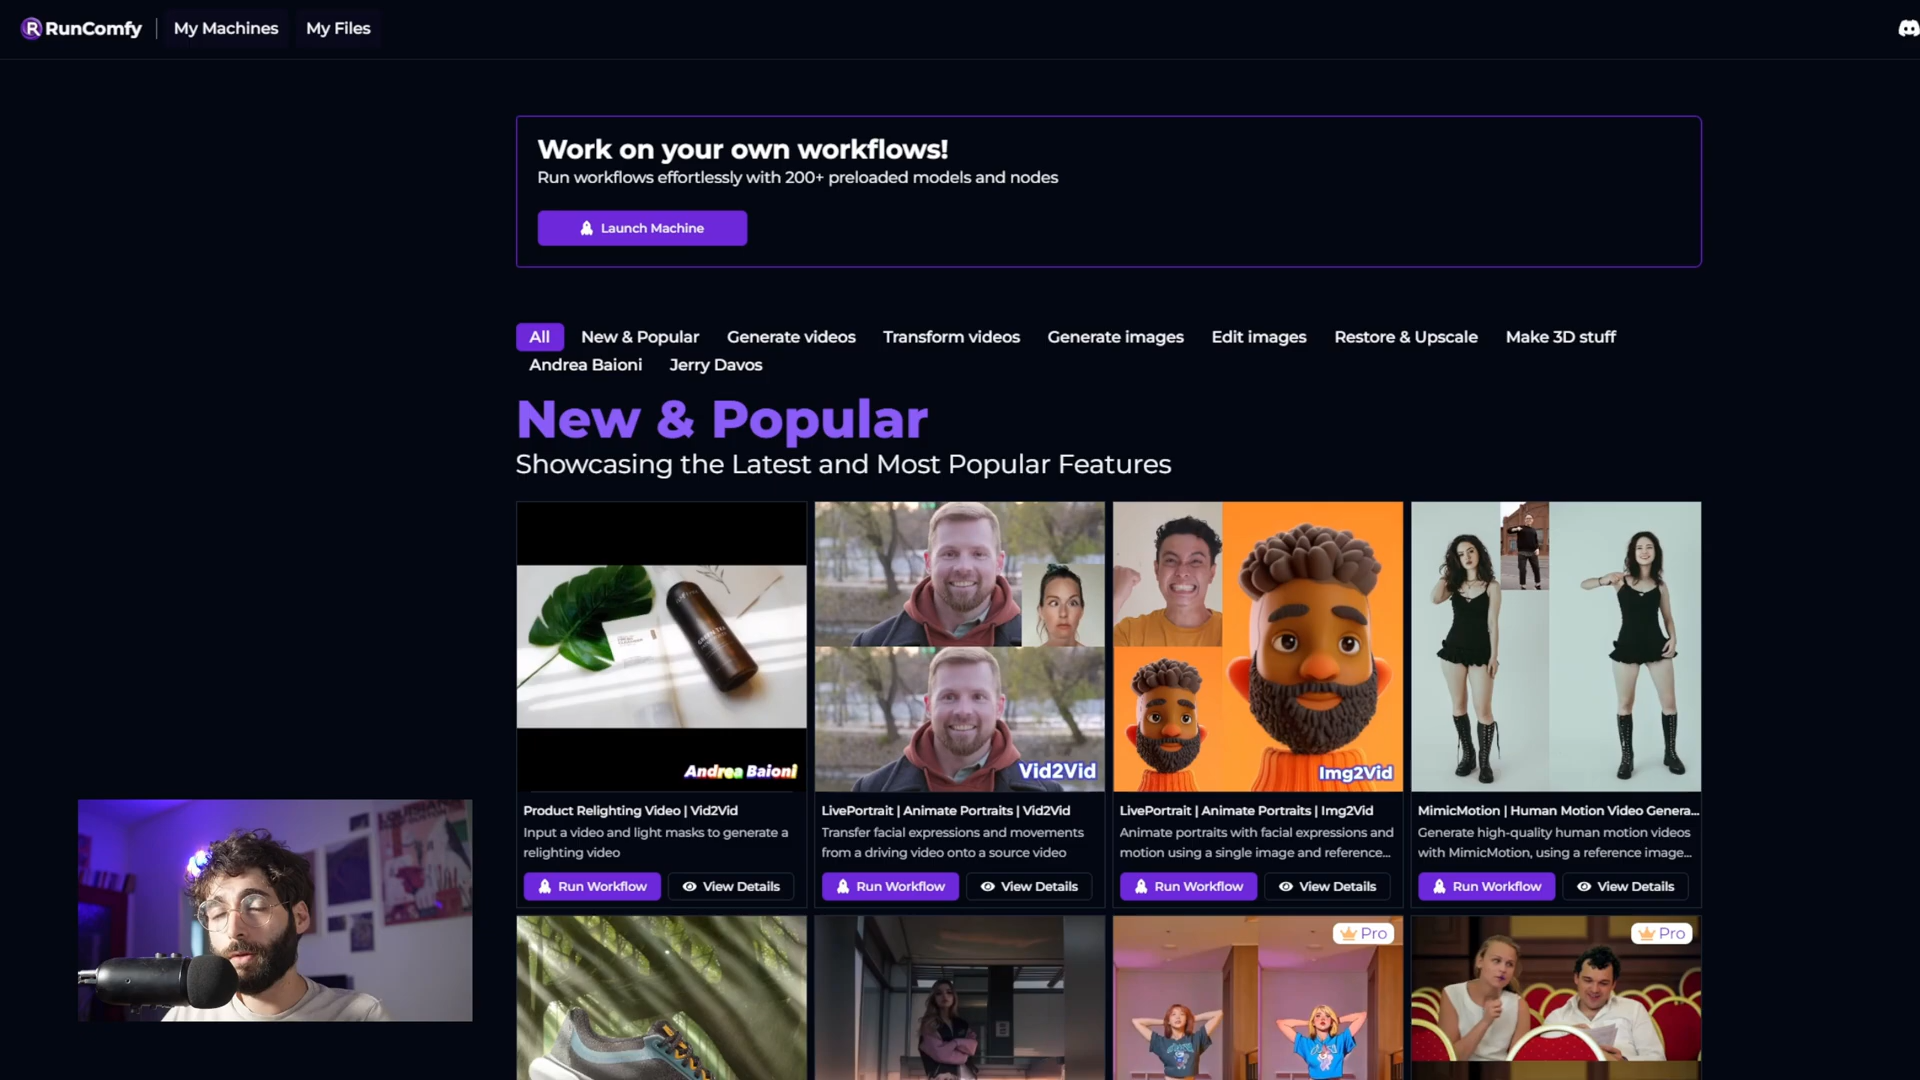 RunComfy
My Machines
My Files
Work on your own workflows!
Run workflows effortlessly with 200+ preloaded models and nodes
Launch Machine
All
New & Popular
Generate videos
Transform videos
Generate images
Edit images
Restore & Upscale
Make 3D stuff
Andrea Baioni
Jerry Davos
New & Popular
Showcasing the Latest and Most Popular Features
Andrea Baioni
Product Relighting Video | Vid2Vid
Input a video and light masks to generate a
relighting video
Run Workflow
View Details
Vid2Vid
LivePortrait | Animate Portraits | Vid2Vid
Transfer facial expressions and movements
from a driving video onto a source video
Run Workflow
View Details
Img2Vid
LivePortrait | Animate Portraits | Img2Vid
Animate portraits with facial expressions and
motion using a single image and reference...
Run Workflow
View Details
MimicMotion | Human Motion Video Genera...
Generate high-quality human motion videos
with MimicMotion, using a reference image...
Run Workflow
View Details
Pro
Pro